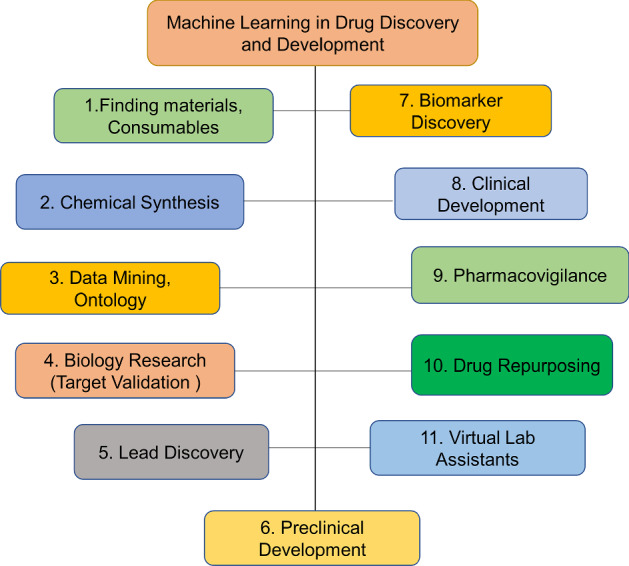 Machine Learning in Drug Discovery
and Development
1.Finding materials,
Consumables
2. Chemical Synthesis
3. Data Mining,
Ontology
4. Biology Research
(Target Validation )
5. Lead Discovery
6. Preclinical
Development
7. Biomarker
Discovery
8. Clinical
Development
9. Pharmacovigilance
10. Drug Repurposing
11. Virtual Lab
Assistants